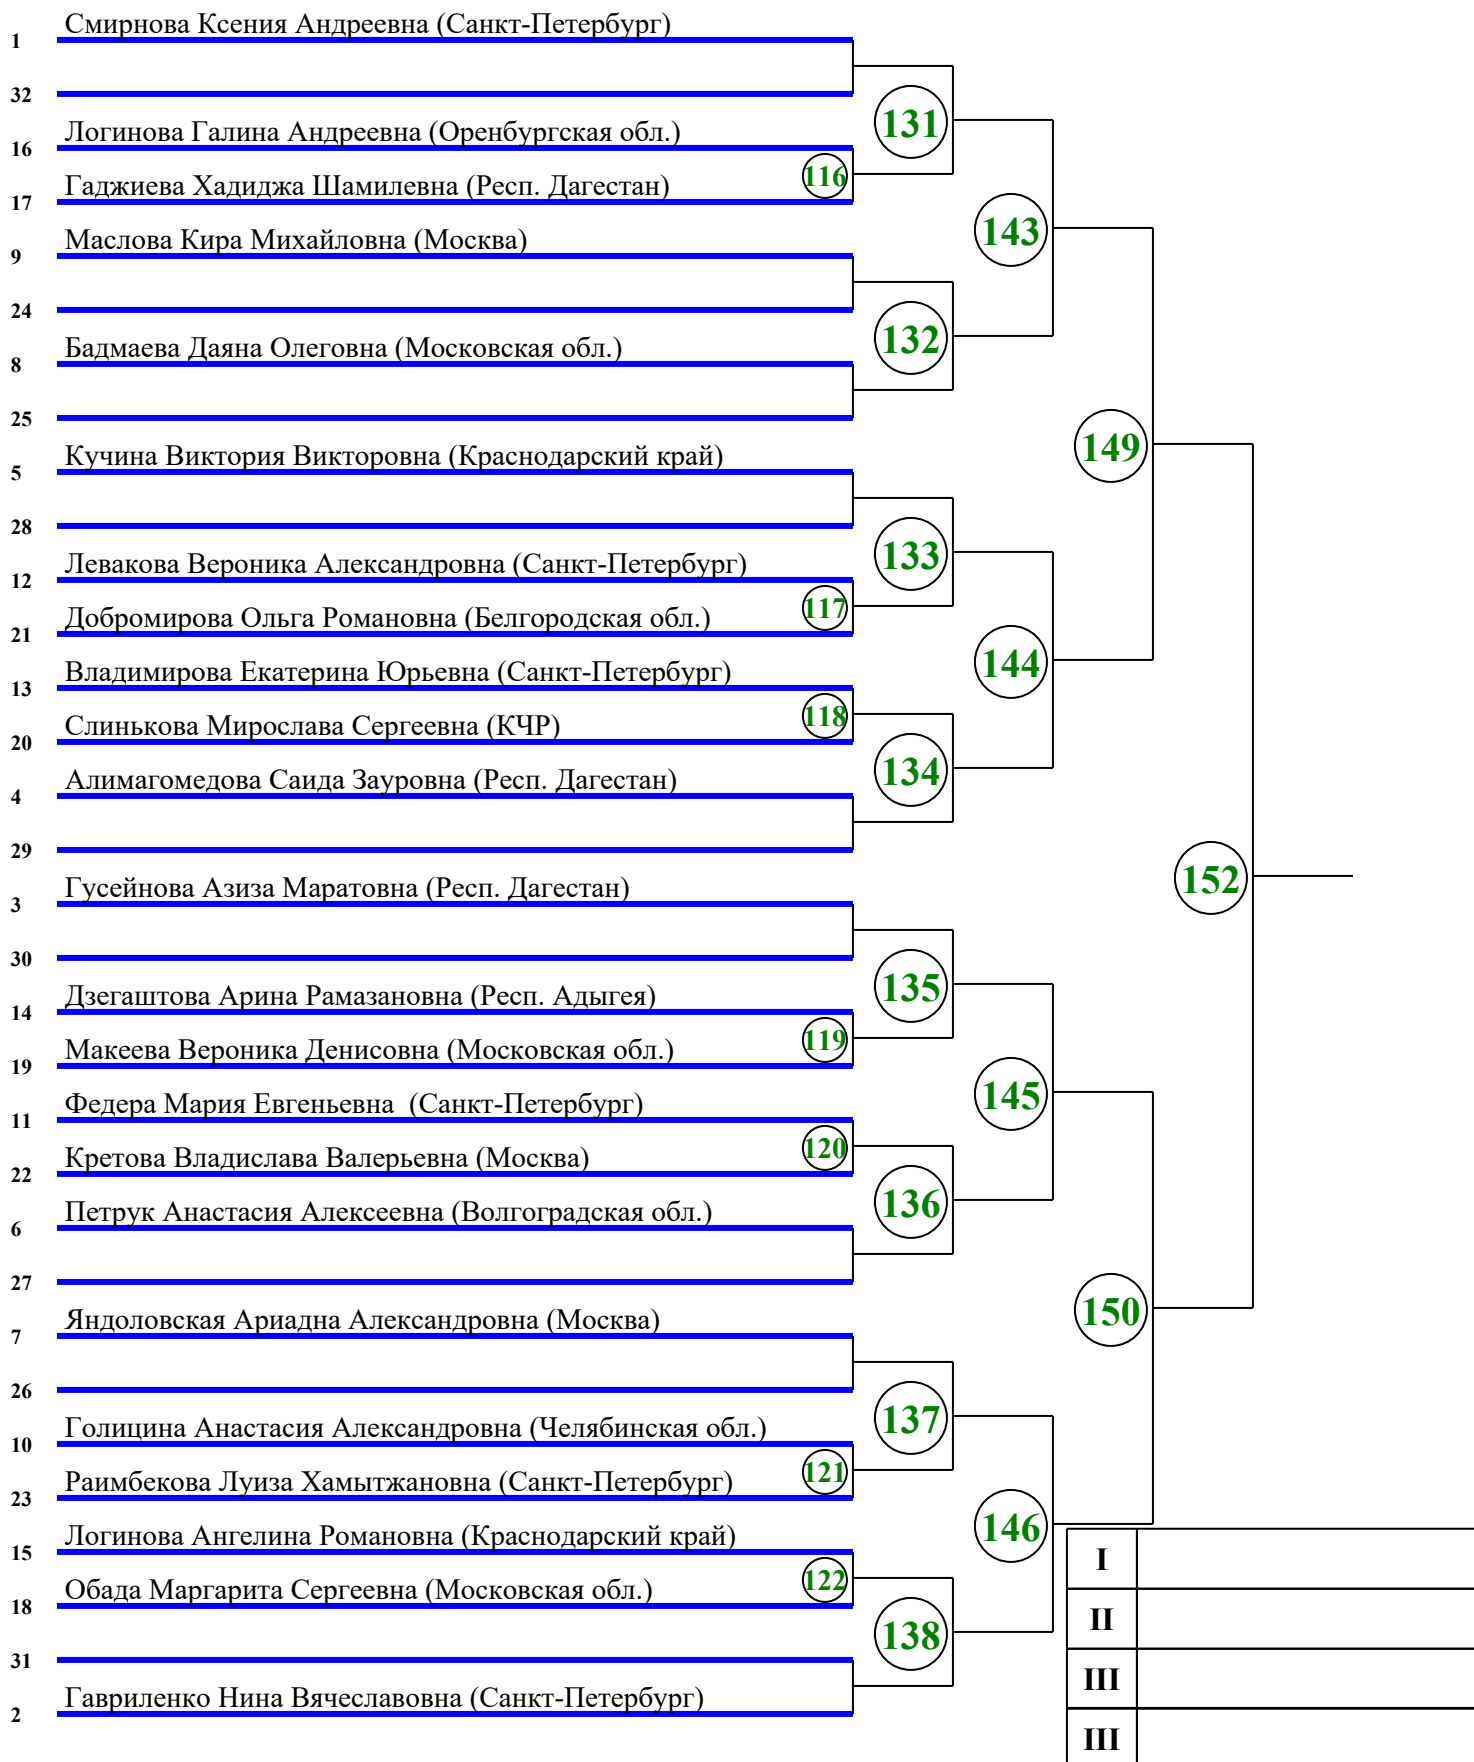 Смирнова Ксения Андреевна (Санкт-Петербург)
1
32
131
Логинова Галина Андреевна (Оренбургская обл.)
16
116
Гаджиева Хадиджа Шамилевна (Респ. Дагестан)
17
143
Маслова Кира Михайловна (Москва)
9
24
132
Бадмаева Даяна Олеговна (Московская обл.)
8
25
149
Кучина Виктория Викторовна (Краснодарский край)
5
28
133
Левакова Вероника Александровна (Санкт-Петербург)
12
117
Добромирова Ольга Романовна (Белгородская обл.)
21
144
Владимирова Екатерина Юрьевна (Санкт-Петербург)
13
118
Слинькова Мирослава Сергеевна (КЧР)
20
134
Алимагомедова Саида Зауровна (Респ. Дагестан)
4
29
152
Гусейнова Азиза Маратовна (Респ. Дагестан)
3
30
135
Дзегаштова Арина Рамазановна (Респ. Адыгея)
14
119
Макеева Вероника Денисовна (Московская обл.)
19
145
Федера Мария Евгеньевна (Санкт-Петербург)
11
120
Кретова Владислава Валерьевна (Москва)
22
136
Петрук Анастасия Алексеевна (Волгоградская обл.)
6
27
150
Яндоловская Ариадна Александровна (Москва)
7
26
137
Голицина Анастасия Александровна (Челябинская обл.)
10
121
Раимбекова Луиза Хамытжановна (Санкт-Петербург)
23
146
Логинова Ангелина Романовна (Краснодарский край)
15
I
122
Обада Маргарита Сергеевна (Московская обл.)
18
II
138
31
III
Гавриленко Нина Вячеславовна (Санкт-Петербург)
2
III